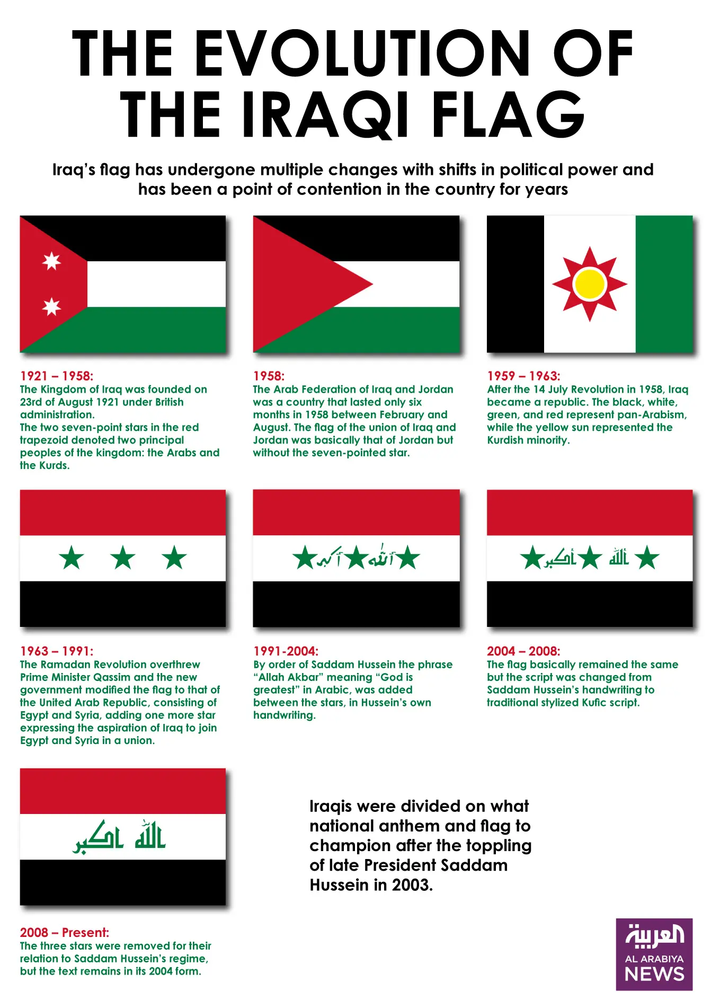 THE EVOLUTION OF
THE IRAQI FLAG
Iraq's flag has undergone multiple changes with shifts in political power and
has been a point of contention in the country for years
1921 – 1958:
The Kingdom of Iraq was founded on
23rd of August 1921 under British
administration.
The two seven-point stars in the red
trapezoid denoted two principal
peoples of the kingdom: the Arabs and
the Kurds.
1958:
The Arab Federation of Iraq and Jordan
was a country that lasted only six
months in 1958 between February and
August. The flag of the union of Iraq and
Jordan was basically that of Jordan but
without the seven-pointed star.
1959 – 1963:
After the 14 July Revolution in 1958, Iraq
became a republic. The black, white,
green, and red represent pan-Arabism,
while the yellow sun represented the
Kurdish minority.
الله أكبر
ألله أكبر
1963 – 1991:
The Ramadan Revolution overthrew
Prime Minister Qassim and the new
government modified the flag to that of
the United Arab Republic, consisting of
Egypt and Syria, adding one more star
expressing the aspiration of Iraq to join
Egypt and Syria in a union.
1991-2004:
By order of Saddam Hussein the phrase
“Allah Akbar” meaning “God is
greatest” in Arabic, was added
between the stars, in Hussein's own
handwriting.
2004 – 2008:
The flag basically remained the same
but the script was changed from
Saddam Hussein's handwriting to
traditional stylized Kufic script.
الله اكبر
2008 – Present:
The three stars were removed for their
relation to Saddam Hussein's regime,
but the text remains in its 2004 form.
Iraqis were divided on what
national anthem and flag to
champion after the toppling
of late President Saddam
Hussein in 2003.
العربية
AL ARABIYA
NEWS